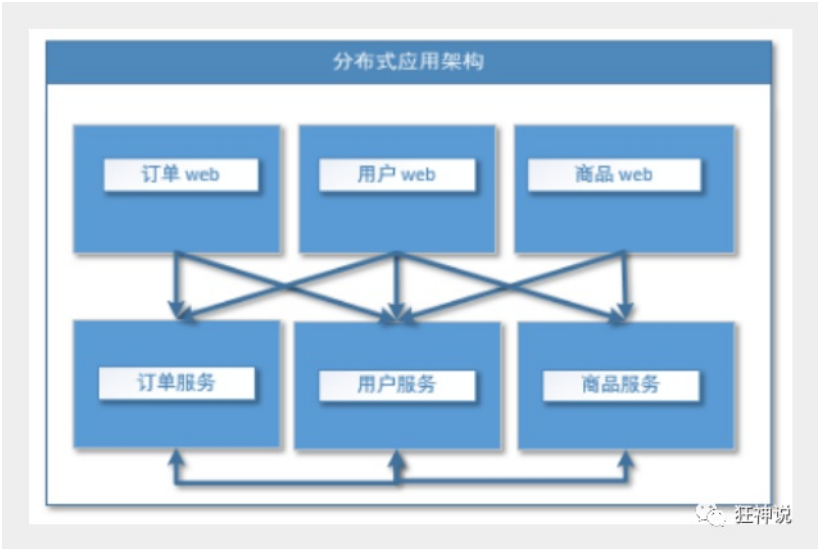 分布式应用架构
订单 web
用户 web
商品 web
订单服务
用户服务
商品服务
狂神说